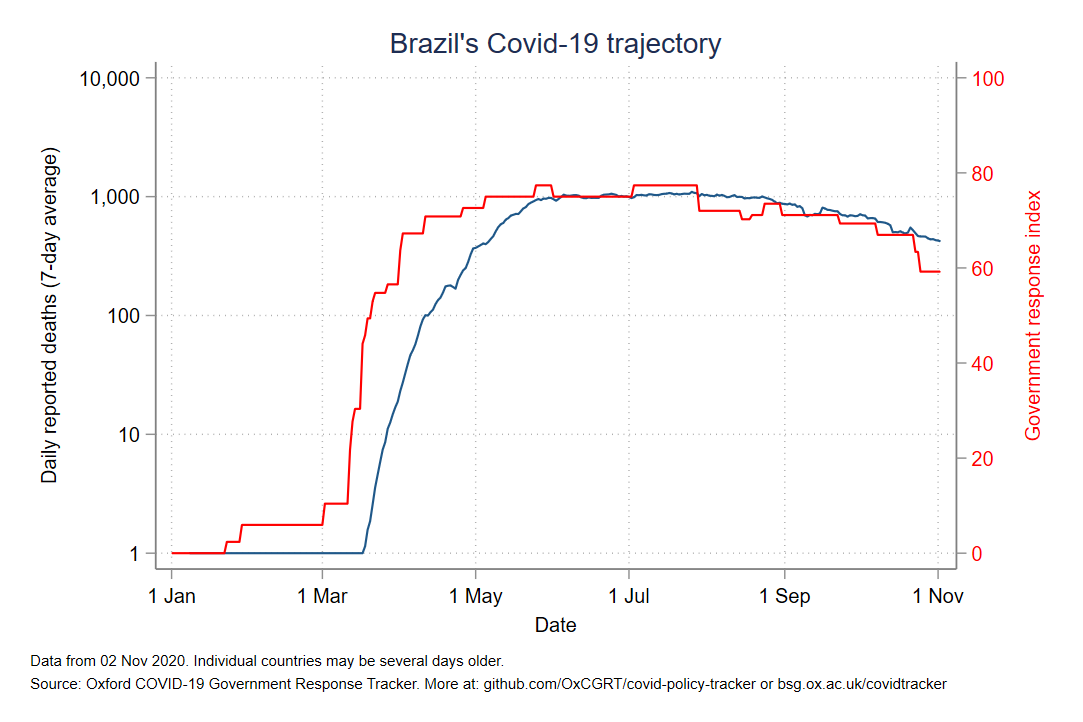 Brazil's Covid-19 trajectory
10,000
1,000
100
10
1
Daily reported deaths (7-day average)
100
80
60
40
20
0
Government response index
1 Jan
1 Mar
1 May
1 Jul
1 Sep
1 Nov
Date
Data from 02 Nov 2020. Individual countries may be several days older.
Source: Oxford COVID-19 Government Response Tracker. More at: github.com/OxCGRT/covid-policy-tracker or bsg.ox.ac.uk/covidtracker